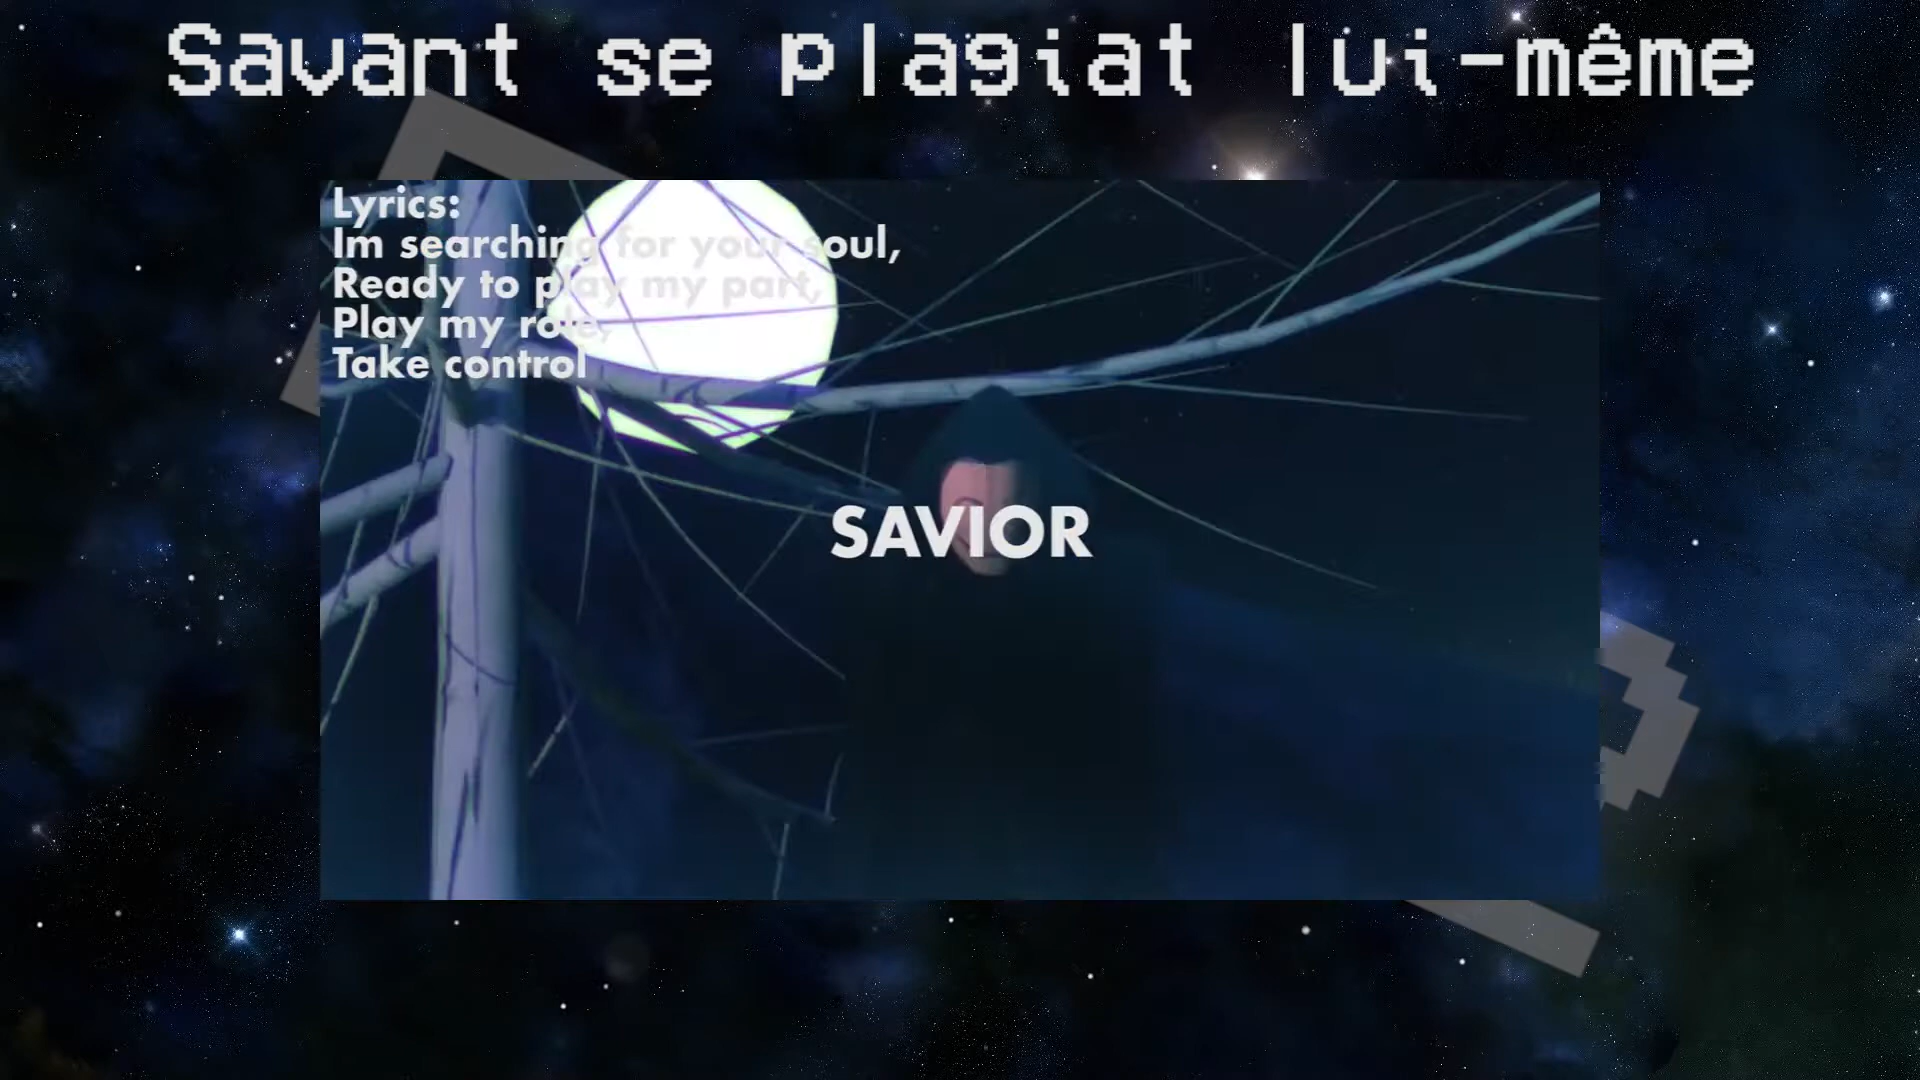 Savant se plagiat lui-même
Lyrics:
Im searching for your soul,
Ready to play my part,
Play my role,
Take control
SAVIOR